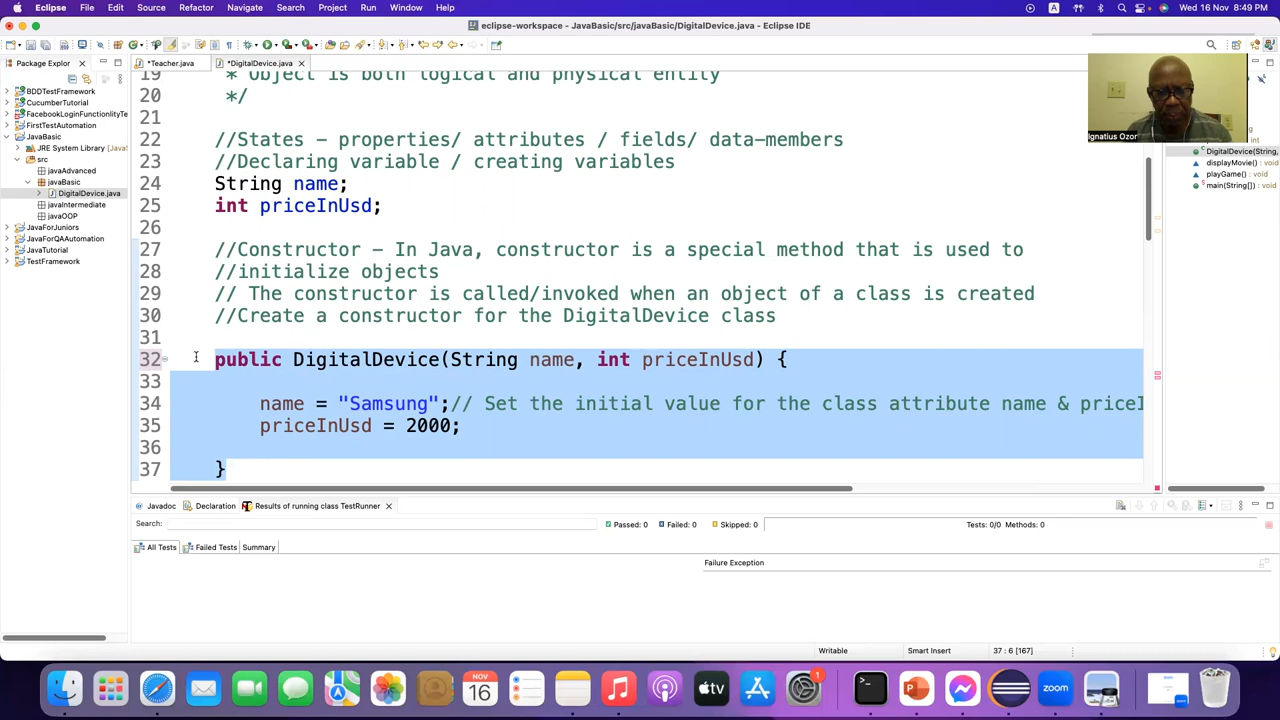 Eclipse File Edit Source Refactor Navigate Search Project Run Window Help
Wed Nov 16 8:49 PM
eclipse-workspace - JavaBasic/src/javaBasic/DigitalDevice.java - Eclipse IDE
Package Explorer
*Teacher.java
*DigitalDevice.java
BDDTestFramework
CucumberTutorial
FacebookLoginFunctionlityTe
FirstTestAutomation
JavaBasic
JRE System Library [Java
src
javaAdvanced
javaBasic
DigitalDevice.java
javaIntermediate
javaOOP
JavaForJuniors
JavaForQAAutomation
JavaTutorial
TestFramework
19 * Object is both logical and physical entity
20 */
21
22 //States - properties/ attributes / fields/ data-members
23 //Declaring variable / creating variables
24 String name;
25 int priceInUsd;
26
27 //Constructor - In Java, constructor is a special method that is used to
28 //initialize objects
29 // The constructor is called/invoked when an object of a class is created
30 //Create a constructor for the DigitalDevice class
31
32 public DigitalDevice(String name, int priceInUsd) {
33
34 name = "Samsung";// Set the initial value for the class attribute name & priceI
35 priceInUsd = 2000;
36
37 }
Ignatius Ozor
int
DigitalDevice(String,
displayMovie() : void
playGame() : void
main(String[]) : void
Javadoc
Declaration
Results of running class TestRunner
Search:
Passed: 0
Failed: 0
Skipped: 0
Tests: 0/0 Methods: 0
All Tests
Failed Tests
Summary
Failure Exception
Writable
Smart Insert
37 : 6 [167]
NOV
16
tv
1
zoom